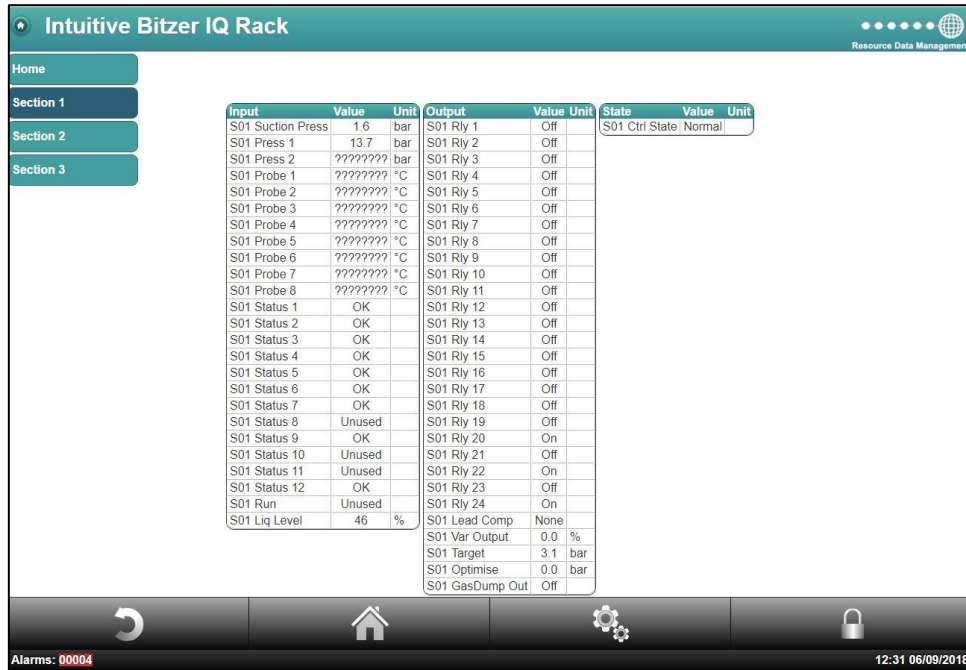 Intuitive Bitzer IQ Rack
Resource Data Management
Home
Section 1
Section 2
Section 3
Input Value Unit
S01 Suction Press 1.6 bar
S01 Press 1 13.7 bar
S01 Press 2 ???????? bar
S01 Probe 1 ???????? °C
S01 Probe 2 ???????? °C
S01 Probe 3 ???????? °C
S01 Probe 4 ???????? °C
S01 Probe 5 ???????? °C
S01 Probe 6 ???????? °C
S01 Probe 7 ???????? °C
S01 Probe 8 ???????? °C
S01 Status 1 OK
S01 Status 2 OK
S01 Status 3 OK
S01 Status 4 OK
S01 Status 5 OK
S01 Status 6 OK
S01 Status 7 OK
S01 Status 8 Unused
S01 Status 9 OK
S01 Status 10 Unused
S01 Status 11 Unused
S01 Status 12 OK
S01 Run Unused
S01 Liq Level 46 %
Output Value Unit
S01 Rly 1 Off
S01 Rly 2 Off
S01 Rly 3 Off
S01 Rly 4 Off
S01 Rly 5 Off
S01 Rly 6 Off
S01 Rly 7 Off
S01 Rly 8 Off
S01 Rly 9 Off
S01 Rly 10 Off
S01 Rly 11 Off
S01 Rly 12 Off
S01 Rly 13 Off
S01 Rly 14 Off
S01 Rly 15 Off
S01 Rly 16 Off
S01 Rly 17 Off
S01 Rly 18 Off
S01 Rly 19 Off
S01 Rly 20 On
S01 Rly 21 Off
S01 Rly 22 On
S01 Rly 23 Off
S01 Rly 24 On
S01 Lead Comp None
S01 Var Output 0.0 %
S01 Target 3.1 bar
S01 Optimise 0.0 bar
S01 GasDump Out Off
State Value Unit
S01 Ctrl State Normal
Alarms: 00004
12:31 06/09/2018